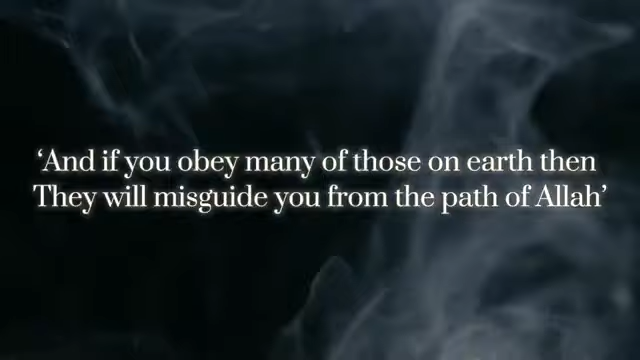 ‘And if you obey many of those on earth then
They will misguide you from the path of Allah’